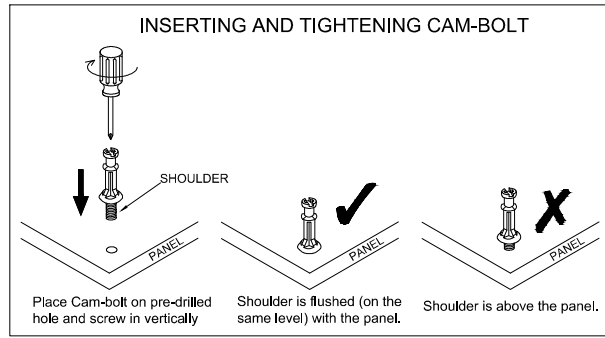 INSERTING AND TIGHTENING CAM-BOLT
SHOULDER
PANEL
PANEL
PANEL
Place Cam-bolt on pre-drilled
hole and screw in vertically
Shoulder is flushed (on the
same level) with the panel.
Shoulder is above the panel.